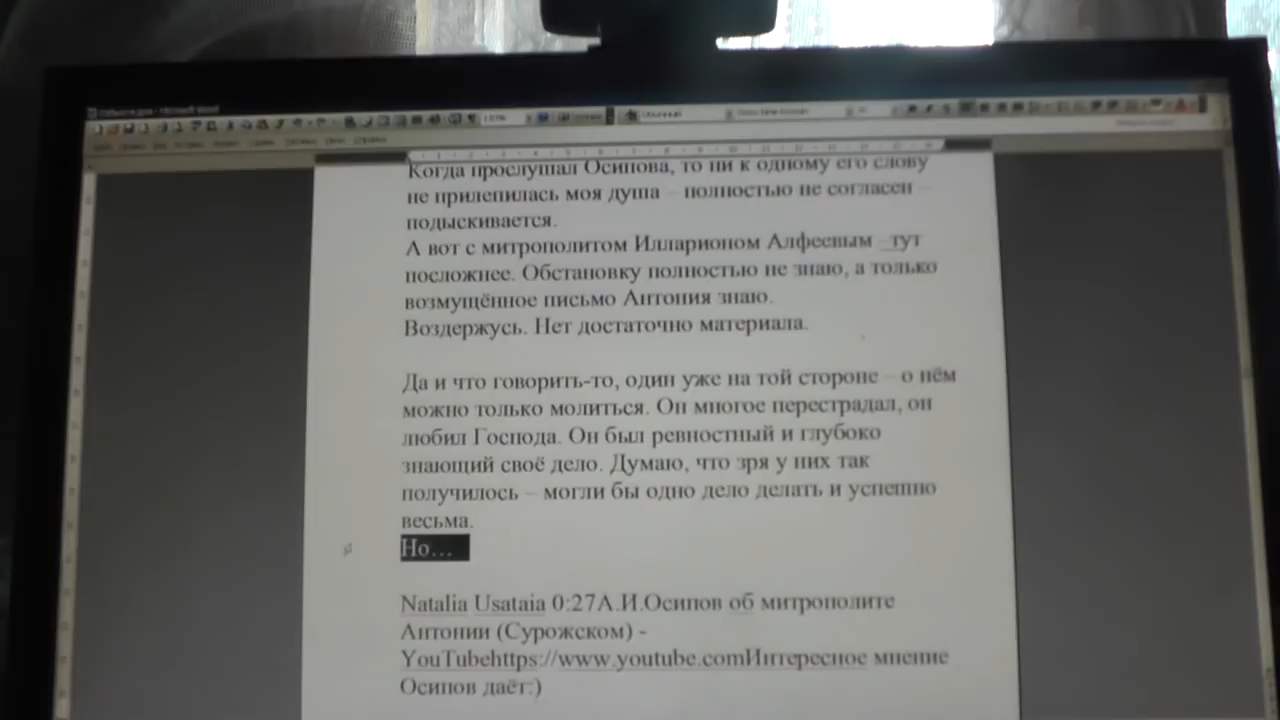 Когда прослушал Осипова, то ни к одному его слову
не прилепилась моя душа – полностью не согласен –
подыскивается.
А вот с митрополитом Илларионом Алфеевым –тут
посложнее. Обстановку полностью не знаю, а только
возмущённое письмо Антония знаю.
Воздержусь. Нет достаточно материала.
Да и что говорить-то, один уже на той стороне – о нём
можно только молиться. Он многое перестрадал, он
любил Господа. Он был ревностный и глубоко
знающий своё дело. Думаю, что зря у них так
получилось – могли бы одно дело делать и успешно
весьма.
Но…
Natalia Usataia 0:27А.И.Осипов об митрополите
Антонии (Сурожском) -
YouTubehttps://www.youtube.comИнтересное мнение
Осипов даёт:)